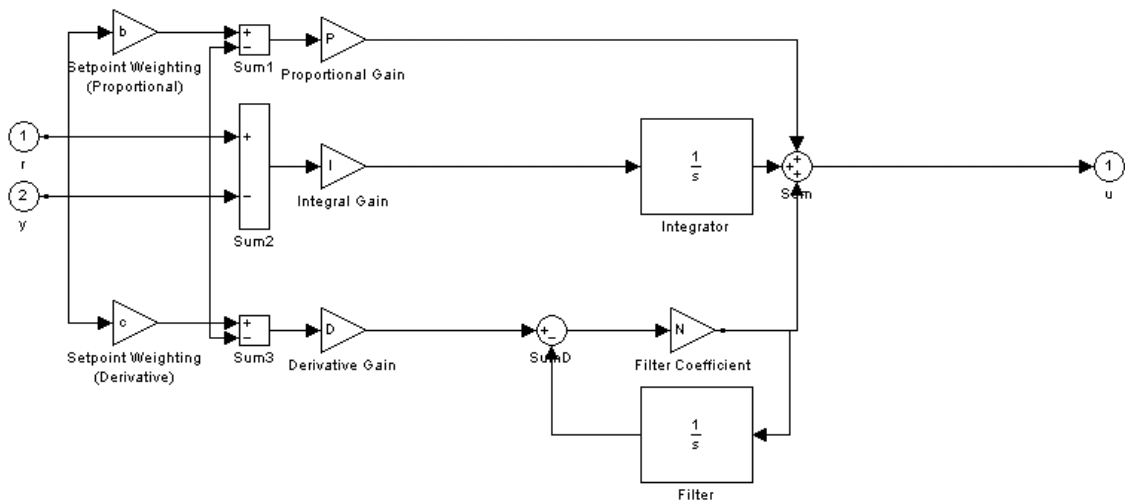 b
+
−
Sum1
P
Setpoint Weighting
(Proportional)
Proportional Gain
1
r
+
I
1
s
+
+
+
Sum
1
u
2
y
−
Sum2
Integral Gain
Integrator
c
+
−
Sum3
D
+
−
SumD
N
Setpoint Weighting
(Derivative)
Derivative Gain
Filter Coefficient
1
s
Filter